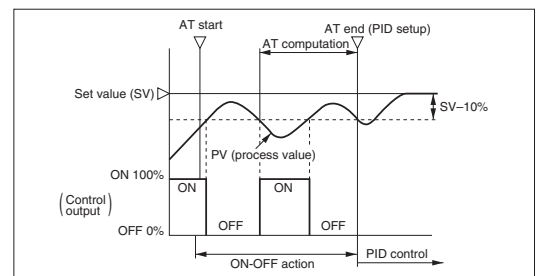 AT start
AT end (PID setup)
AT computation
Set value (SV)
SV–10%
PV (process value)
ON 100%
ON
ON
(Control output)
OFF
OFF
OFF 0%
PID control
ON-OFF action